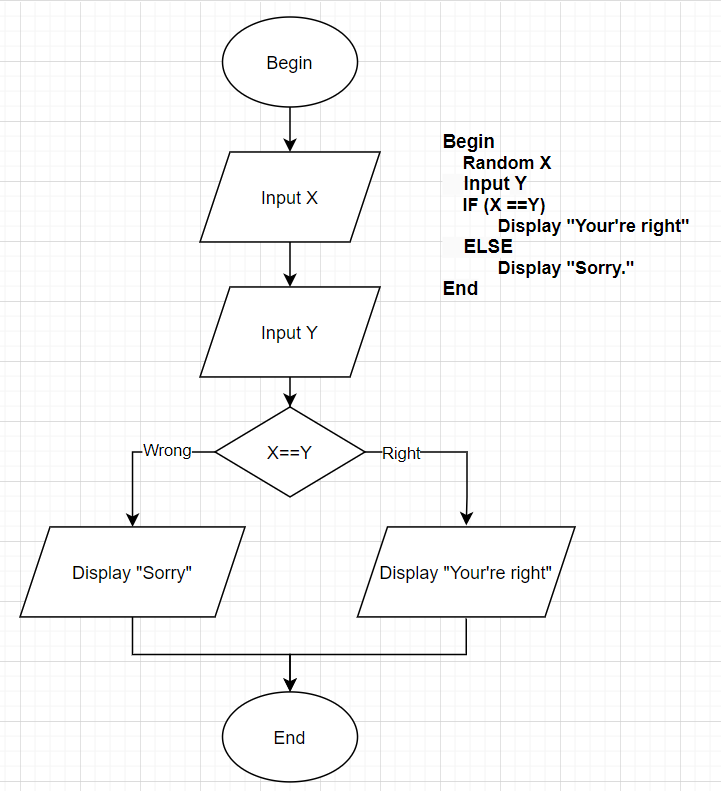 Begin
Input X
Input Y
X==Y
Wrong
Right
Display "Sorry"
Display "Your're right"
End
Begin
Random X
Input Y
IF (X ==Y)
Display "Your're right"
ELSE
Display "Sorry."
End